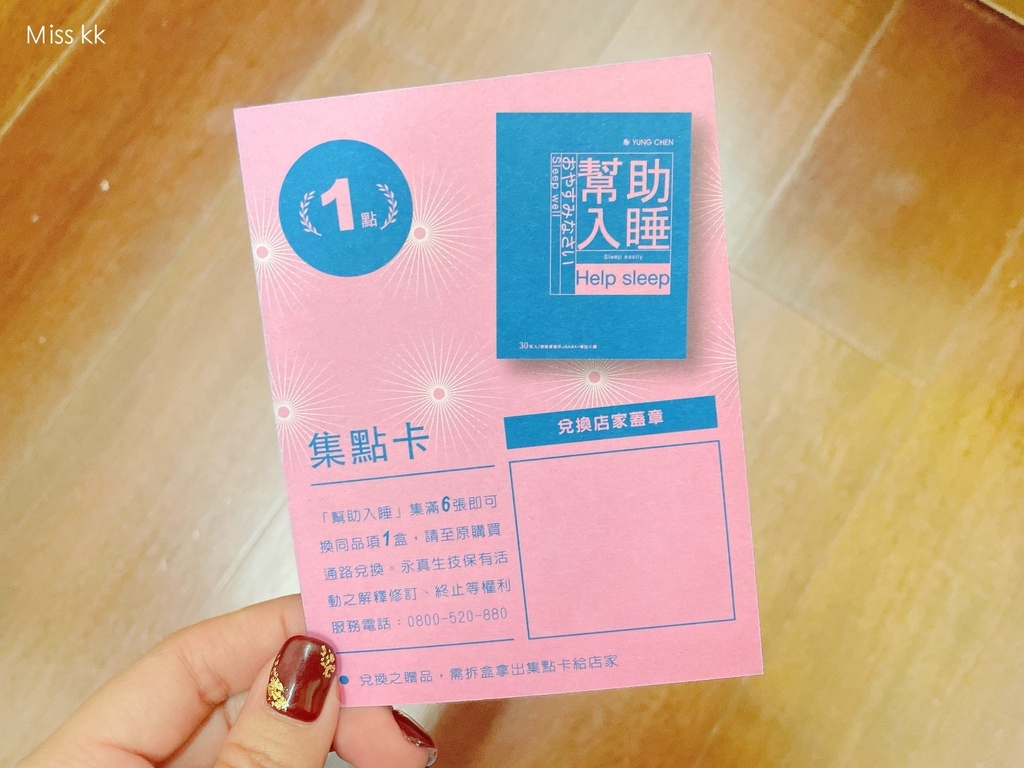 Miss kk
1點
YUNG CHEN
幫助
入睡
おやすみなさい
Sleep well
Sleep easily
Help sleep
集點卡
「幫助入睡」集滿6張即可
換同品項1盒，請至原購買
通路兌換。永真生技保有活
動之解釋修訂、終止等權利
服務電話：0800-520-880
兌換店家蓋章
• 兌換之贈品，需拆盒拿出集點卡給店家